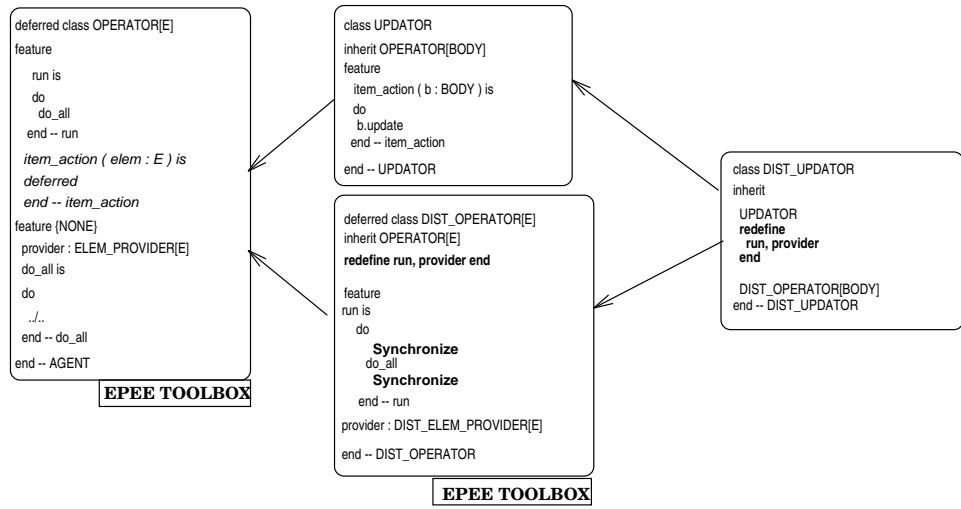 deferred class OPERATOR[E]
feature
run is
do
do_all
end -- run
item_action ( elem : E ) is
deferred
end -- item_action
feature {NONE}
provider : ELEM_PROVIDER[E]
do_all is
do
../..
end -- do_all
end -- AGENT
EPEE TOOLBOX
class UPDATOR
inherit OPERATOR[BODY]
feature
item_action ( b : BODY ) is
do
b.update
end -- item_action
end -- UPDATOR
deferred class DIST_OPERATOR[E]
inherit OPERATOR[E]
redefine run, provider end
feature
run is
do
Synchronize
do_all
Synchronize
end -- run
provider : DIST_ELEM_PROVIDER[E]
end -- DIST_OPERATOR
EPEE TOOLBOX
class DIST_UPDATOR
inherit
UPDATOR
redefine
run, provider
end
DIST_OPERATOR[BODY]
end -- DIST_UPDATOR